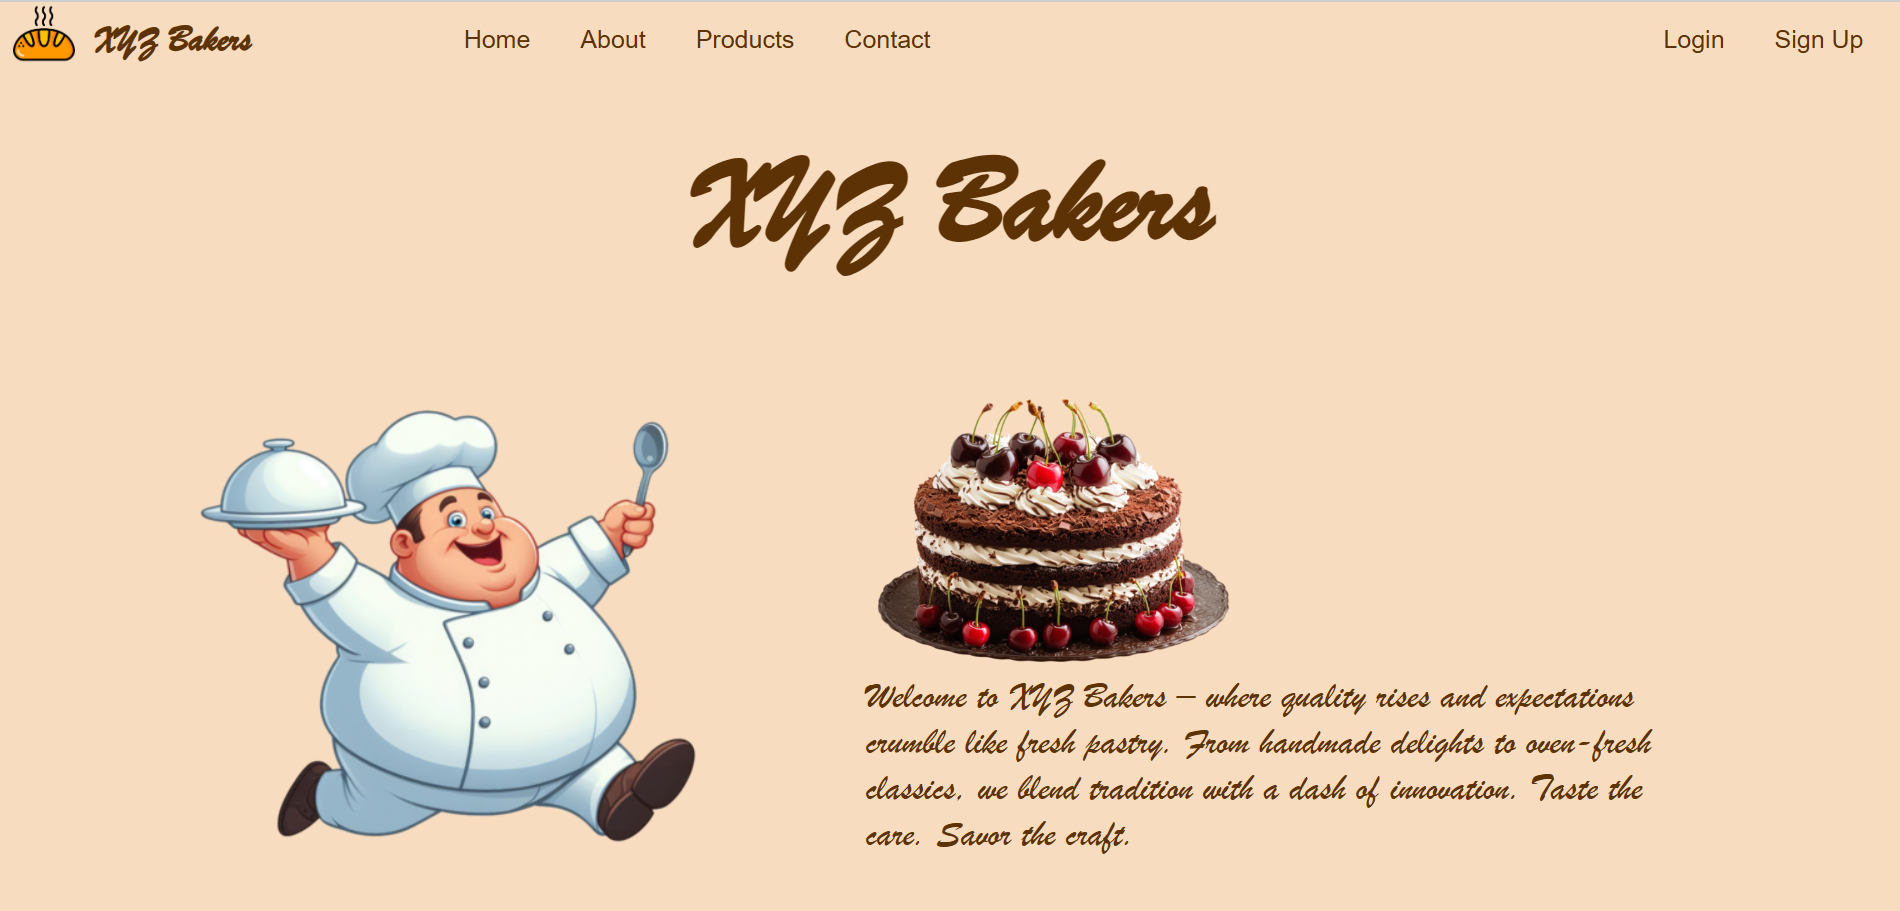 XYZ Bakers
Home About Products Contact
Login Sign Up
XYZ Bakers
Welcome to XYZ Bakers — where quality rises and expectations
crumble like fresh pastry. From handmade delights to oven-fresh
classics, we blend tradition with a dash of innovation. Taste the
care. Savor the craft.